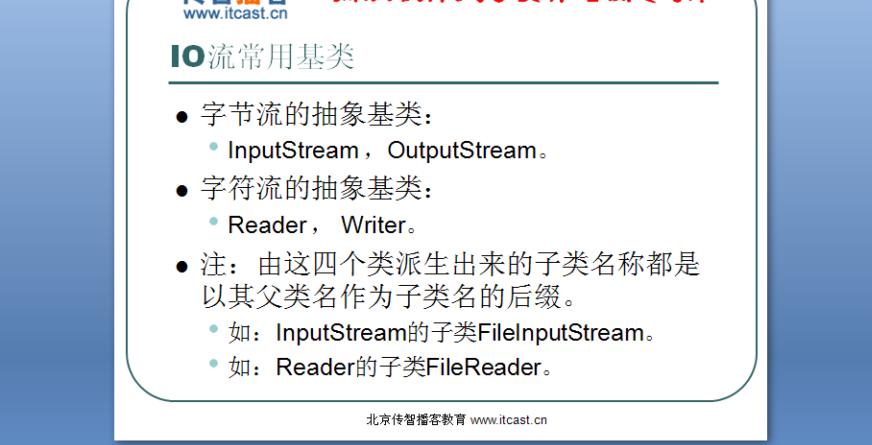 www.itcast.cn
IO流常用基类
字节流的抽象基类：
InputStream，OutputStream。
字符流的抽象基类：
Reader， Writer。
注：由这四个类派生出来的子类名称都是
以其父类名作为子类名的后缀。
如：InputStream的子类FileInputStream。
如：Reader的子类FileReader。
北京传智播客教育 www.itcast.cn